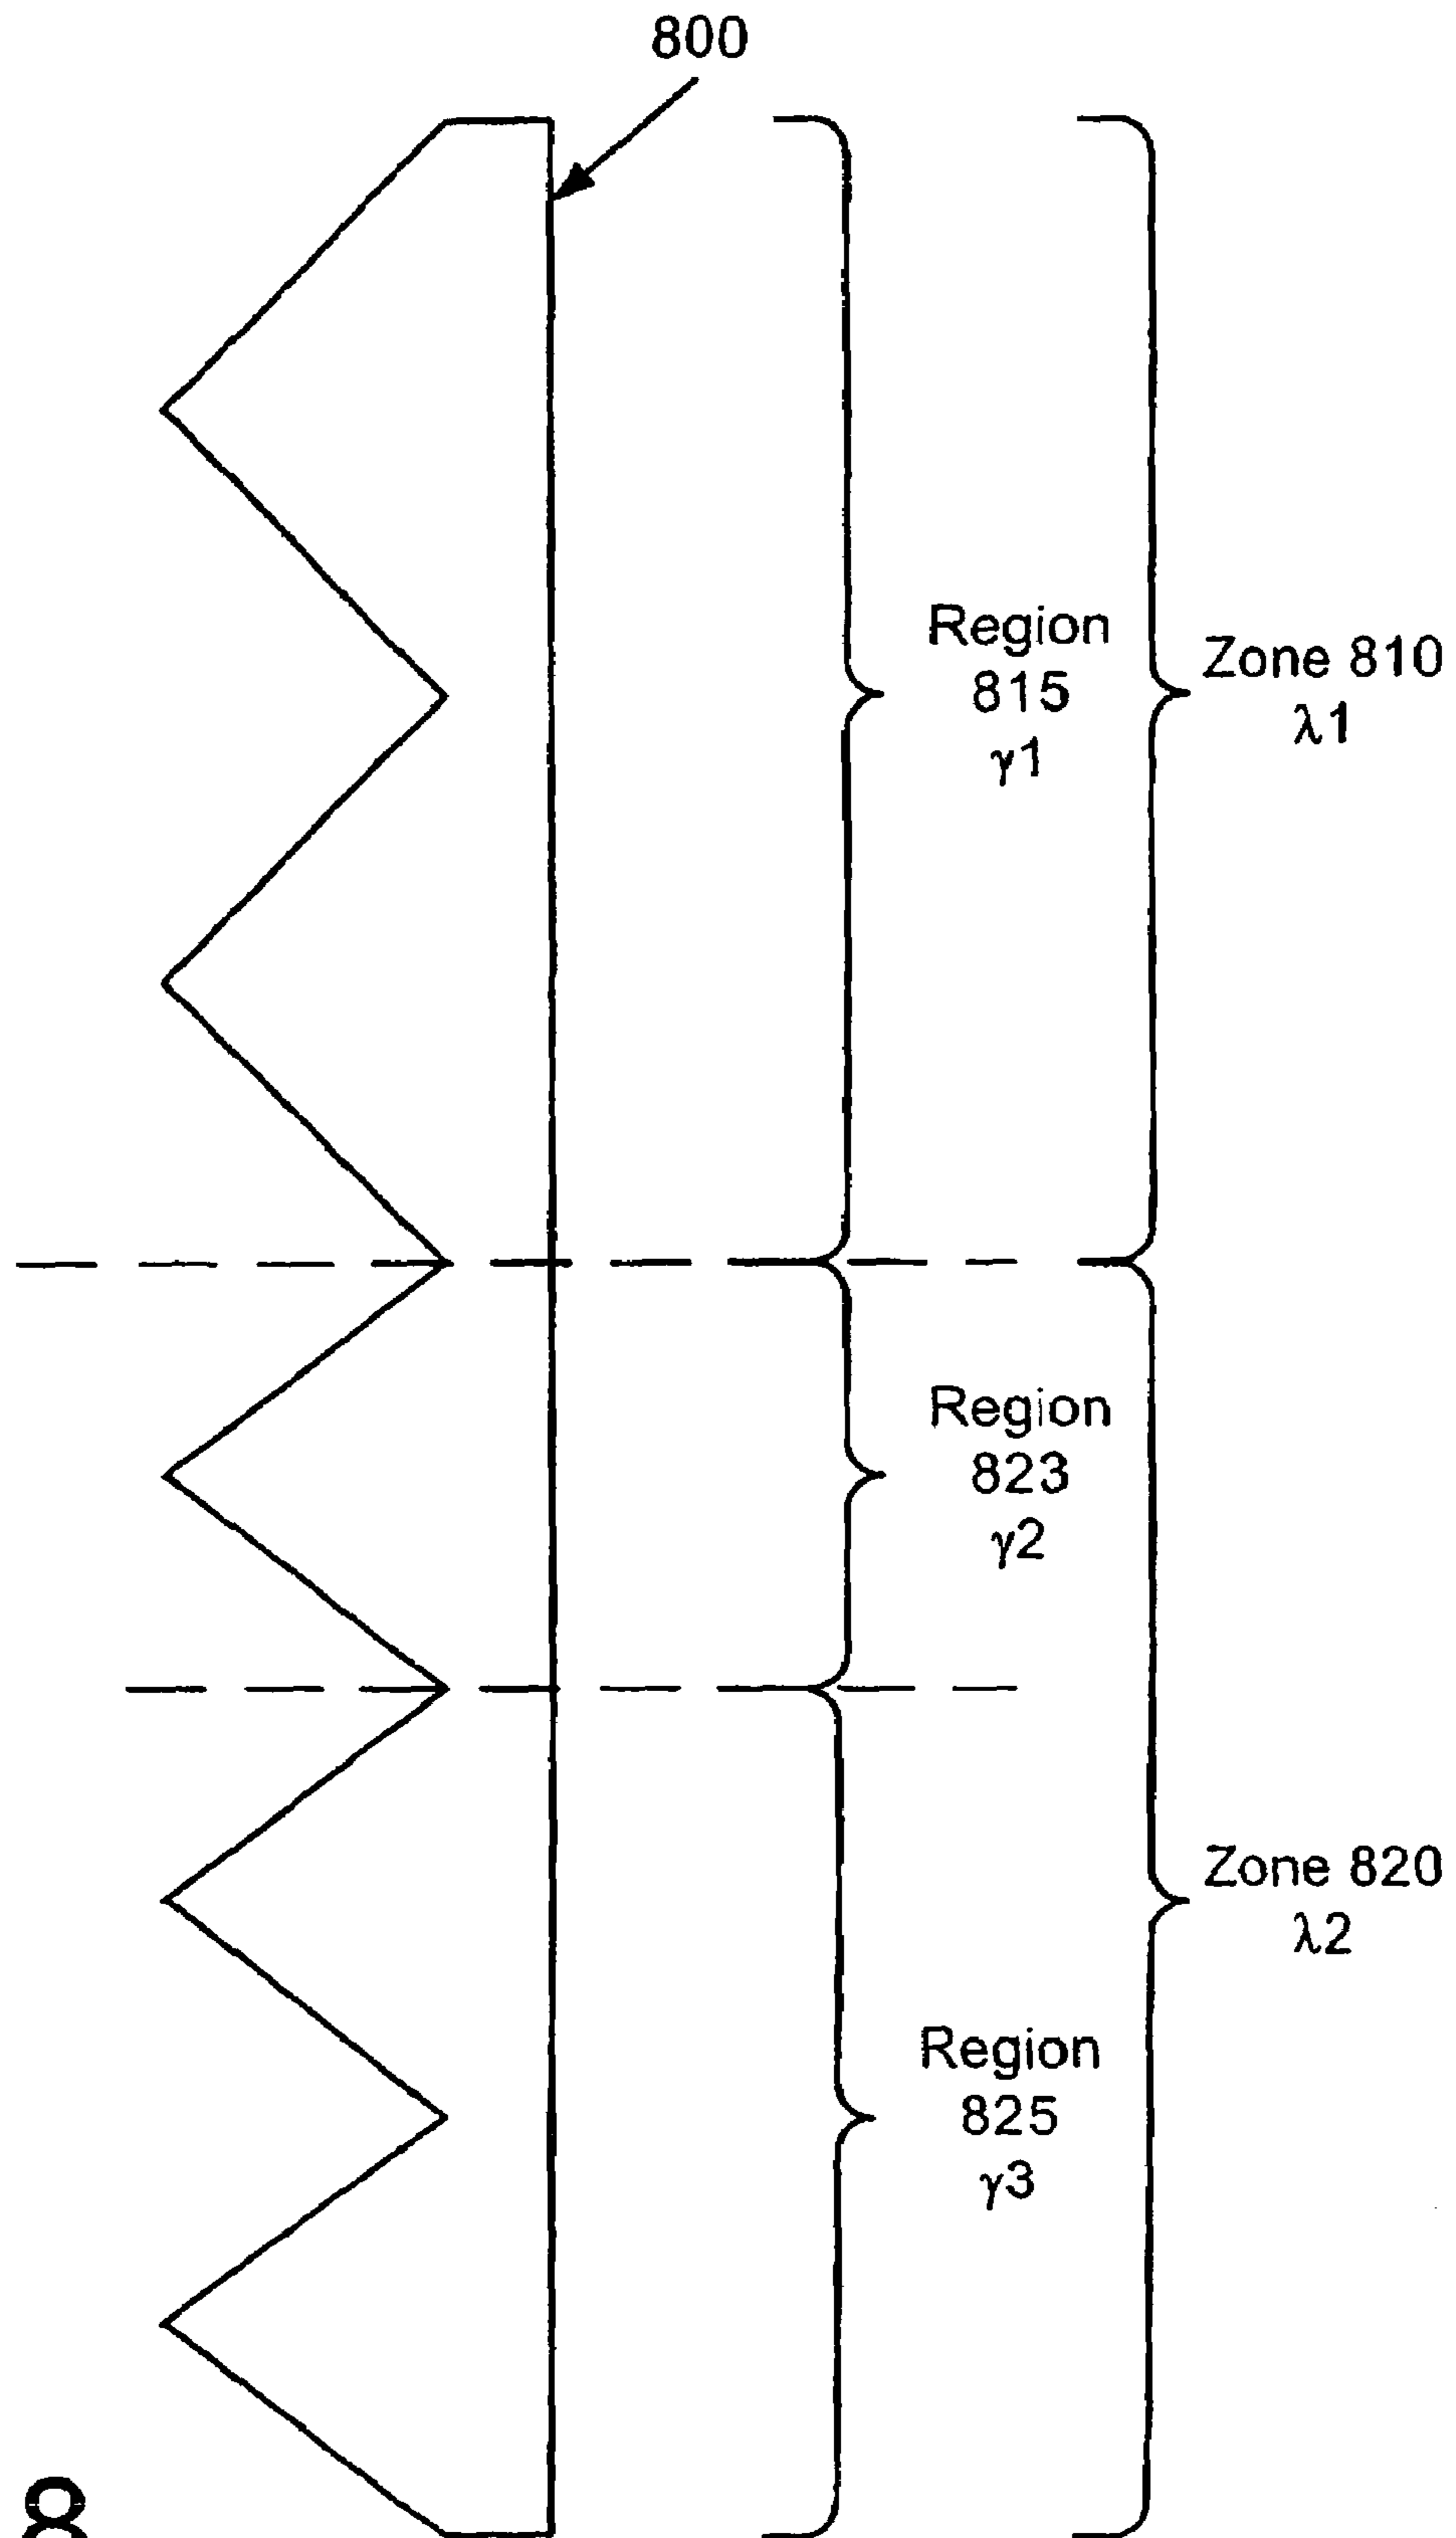 800
Region
815
γ1
Zone 810
λ1
Region
823
γ2
Zone 820
λ2
Region
825
γ3
8